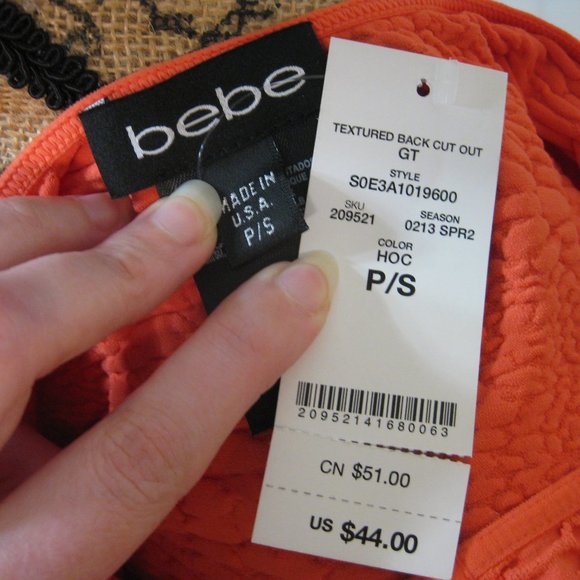 bebe
MADE IN
U.S.A.
P/S
TEXTURED BACK CUT OUT
GT
STYLE
S0E3A1019600
SKU
209521
SEASON
0213 SPR2
COLOR
HOC
P/S
20952141680063
CN $51.00
US $44.00